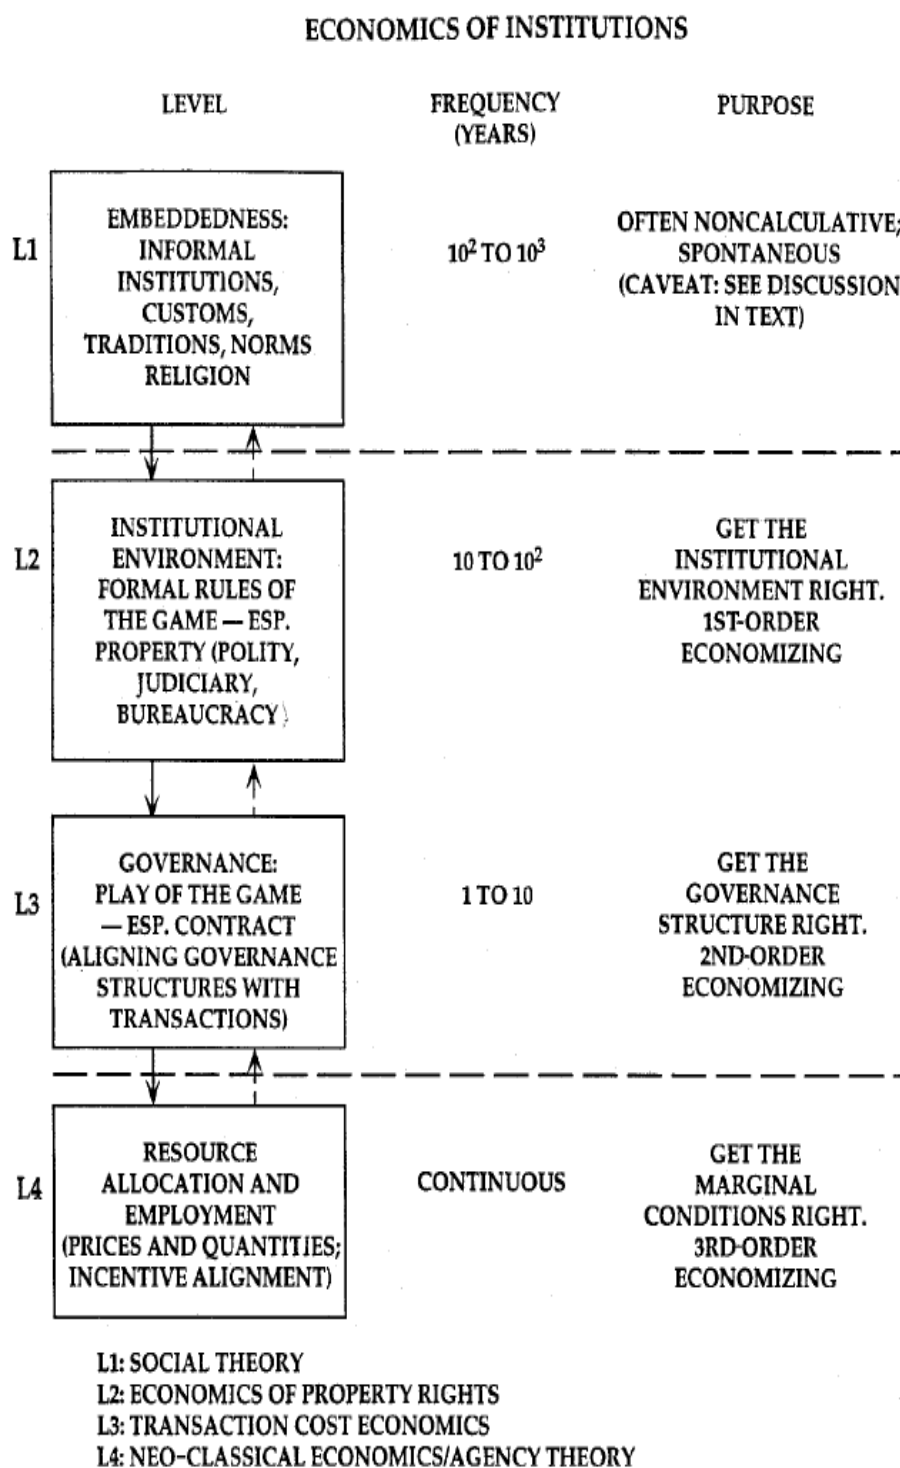 ECONOMICS OF INSTITUTIONS
LEVEL
FREQUENCY
(YEARS)
PURPOSE
L1
EMBEDDEDNESS:
INFORMAL
INSTITUTIONS,
CUSTOMS,
TRADITIONS, NORMS
RELIGION
10² TO 10³
OFTEN NONCALCULATIVE;
SPONTANEOUS
(CAVEAT: SEE DISCUSSION
IN TEXT)
L2
INSTITUTIONAL
ENVIRONMENT:
FORMAL RULES OF
THE GAME — ESP.
PROPERTY (POLITY,
JUDICIARY,
BUREAUCRACY)
10 TO 10²
GET THE
INSTITUTIONAL
ENVIRONMENT RIGHT.
1ST-ORDER
ECONOMIZING
L3
GOVERNANCE:
PLAY OF THE GAME
— ESP. CONTRACT
(ALIGNING GOVERNANCE
STRUCTURES WITH
TRANSACTIONS)
1 TO 10
GET THE
GOVERNANCE
STRUCTURE RIGHT.
2ND-ORDER
ECONOMIZING
L4
RESOURCE
ALLOCATION AND
EMPLOYMENT
(PRICES AND QUANTITIES;
INCENTIVE ALIGNMENT)
CONTINUOUS
GET THE
MARGINAL
CONDITIONS RIGHT.
3RD-ORDER
ECONOMIZING
L1: SOCIAL THEORY
L2: ECONOMICS OF PROPERTY RIGHTS
L3: TRANSACTION COST ECONOMICS
L4: NEO-CLASSICAL ECONOMICS/AGENCY THEORY